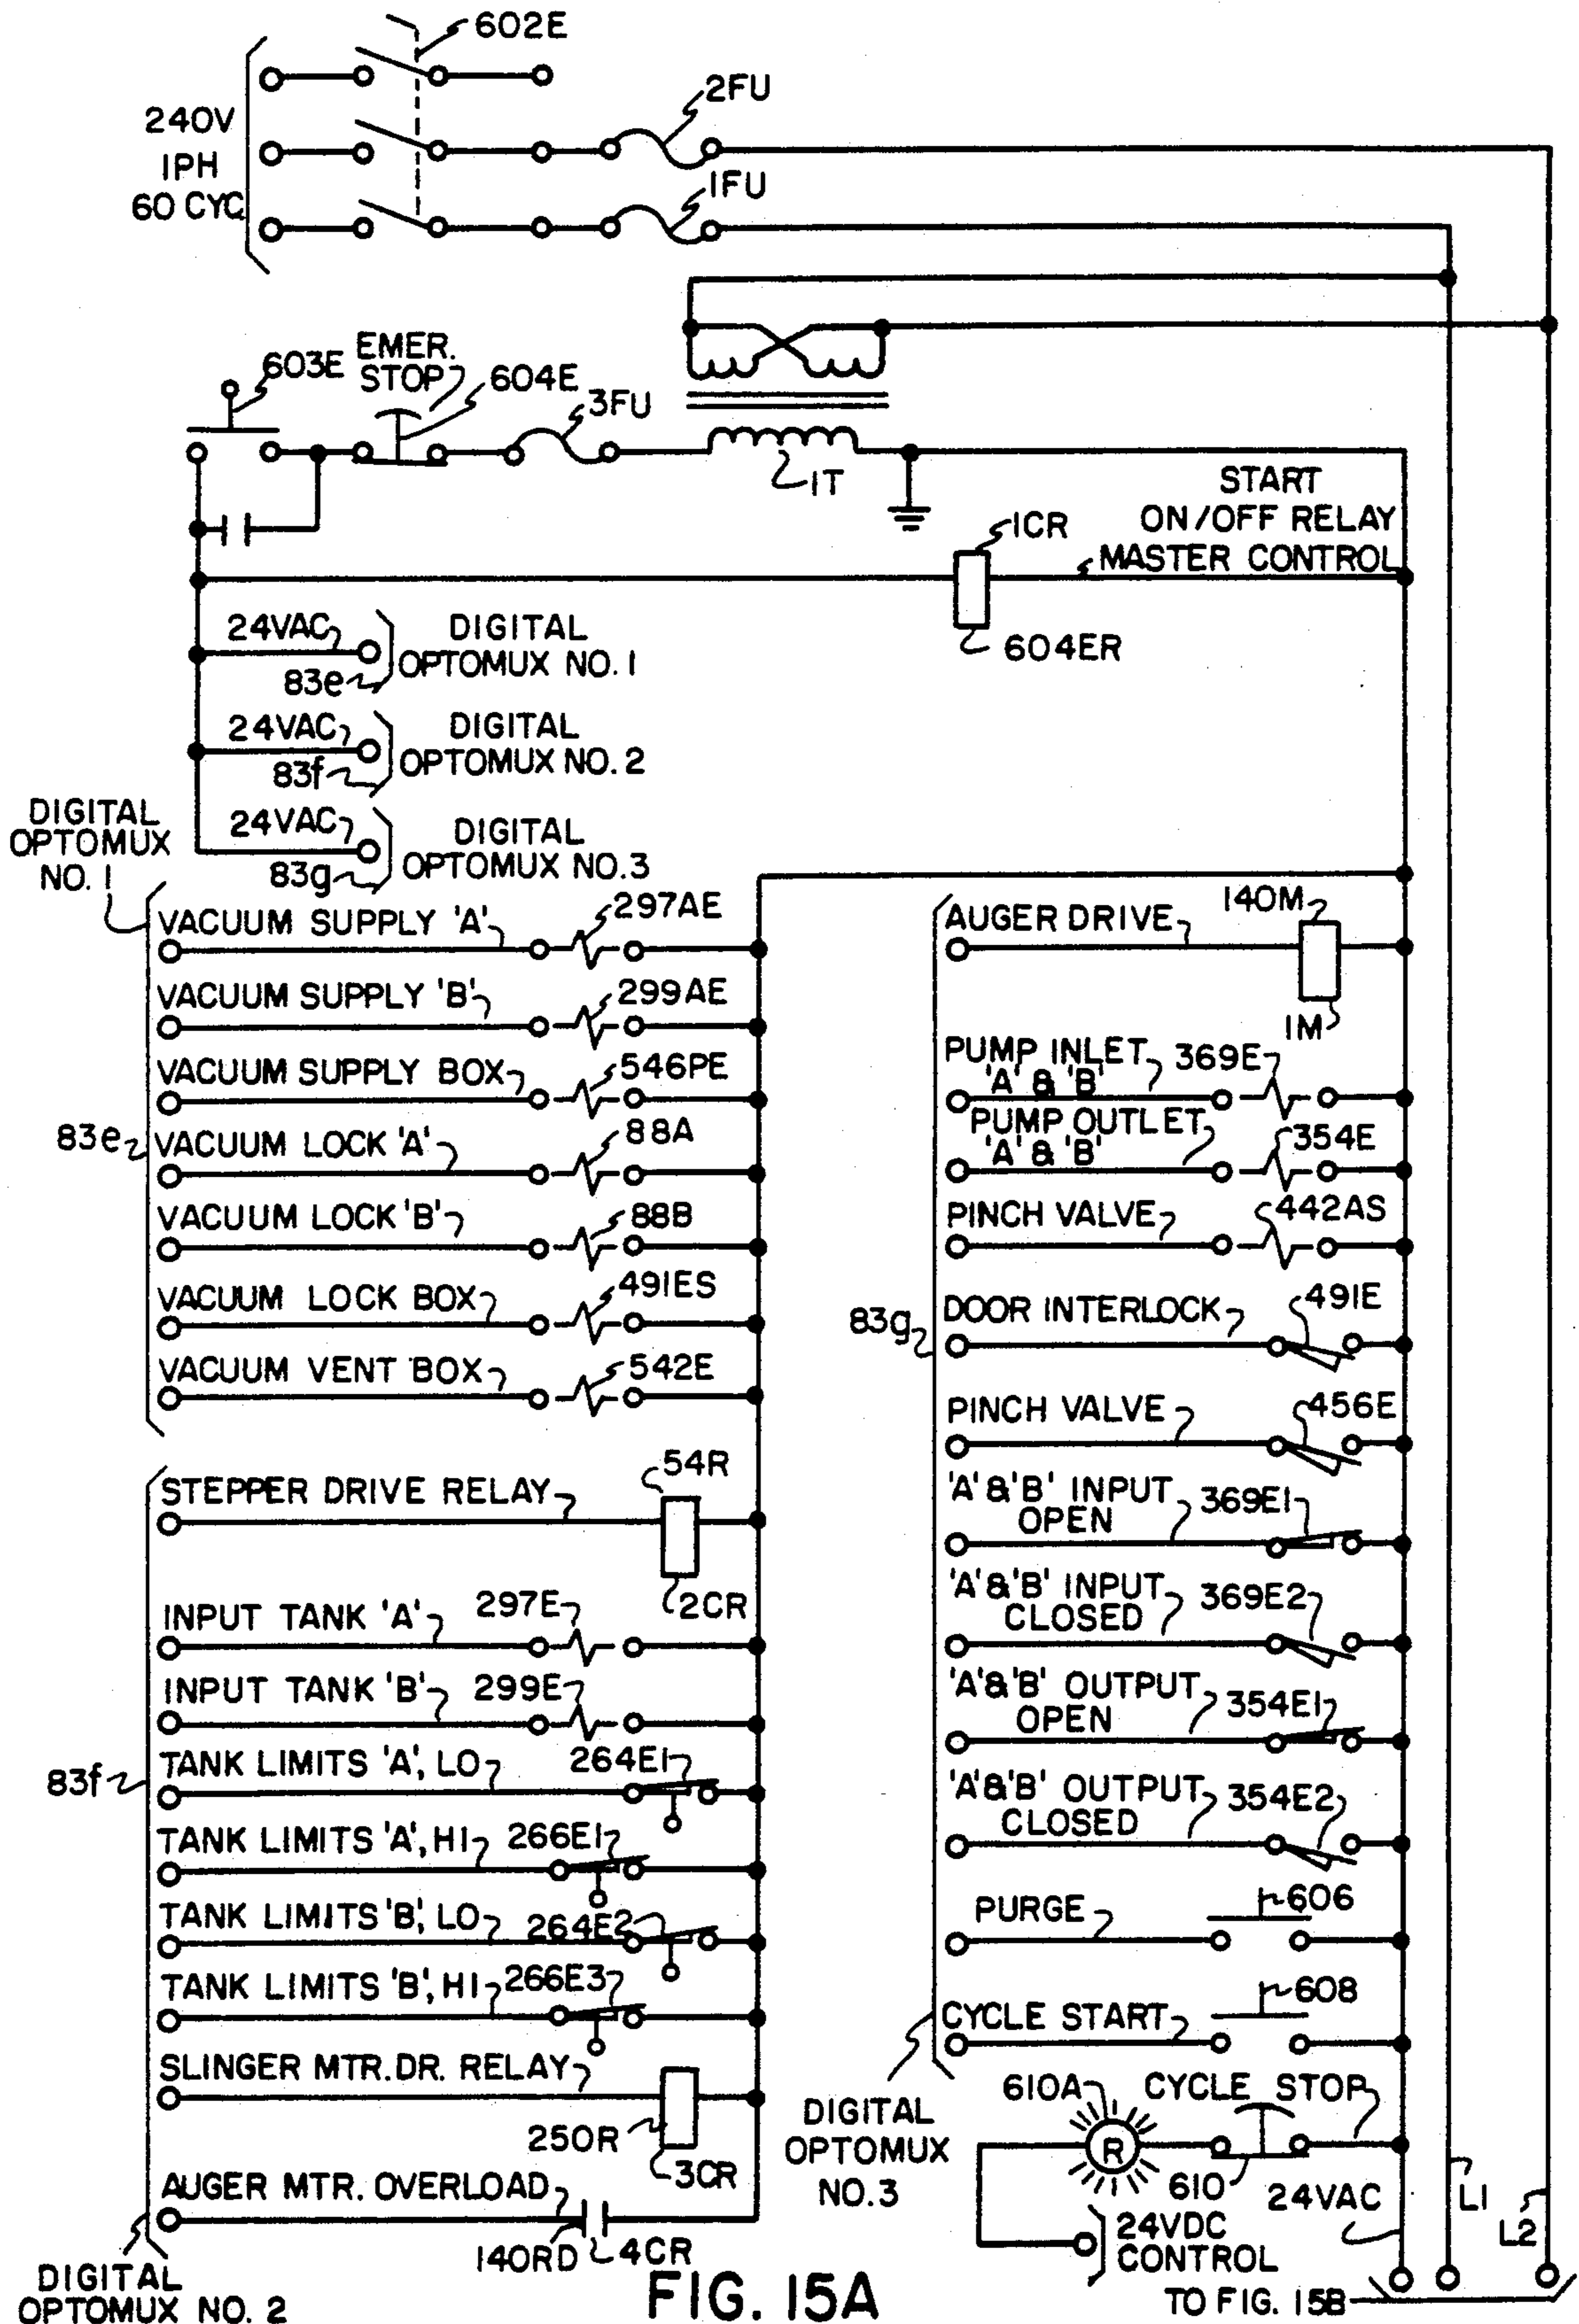 602E
240V
1PH
60 CYC
2FU
1FU
603E
EMER.
STOP
604E
3FU
1T
START
ON/OFF RELAY
MASTER CONTROL
1CR
604ER
24VAC
83e
DIGITAL
OPTOMUX NO. 1
24VAC
83f
DIGITAL
OPTOMUX NO. 2
24VAC
83g
DIGITAL
OPTOMUX NO.3
DIGITAL
OPTOMUX
NO. 1
VACUUM SUPPLY 'A'
297AE
VACUUM SUPPLY 'B'
299AE
VACUUM SUPPLY BOX
546PE
83e
VACUUM LOCK 'A'
88A
VACUUM LOCK 'B'
88B
VACUUM LOCK BOX
491ES
VACUUM VENT BOX
542E
STEPPER DRIVE RELAY
54R
2CR
INPUT TANK 'A'
297E
INPUT TANK 'B'
299E
83f
TANK LIMITS 'A', LO
264E1
TANK LIMITS 'A', HI
266E1
TANK LIMITS 'B', LO
264E2
TANK LIMITS 'B', HI
266E3
SLINGER MTR. DR. RELAY
250R
3CR
AUGER MTR. OVERLOAD
140RD
4CR
DIGITAL
OPTOMUX NO. 2
AUGER DRIVE
140M
1M
PUMP INLET
'A' & 'B'
369E
PUMP OUTLET
'A' & 'B'
354E
PINCH VALVE
442AS
83g
DOOR INTERLOCK
491E
PINCH VALVE
456E
'A'&'B' INPUT
OPEN
369E1
'A'&'B' INPUT
CLOSED
369E2
'A'&'B' OUTPUT
OPEN
354E1
'A'&'B' OUTPUT
CLOSED
354E2
PURGE
606
CYCLE START
608
DIGITAL
OPTOMUX
NO.3
610A
R
CYCLE STOP
610
24VAC
24VDC
CONTROL
L1
L2
TO FIG. 15B
FIG. 15A